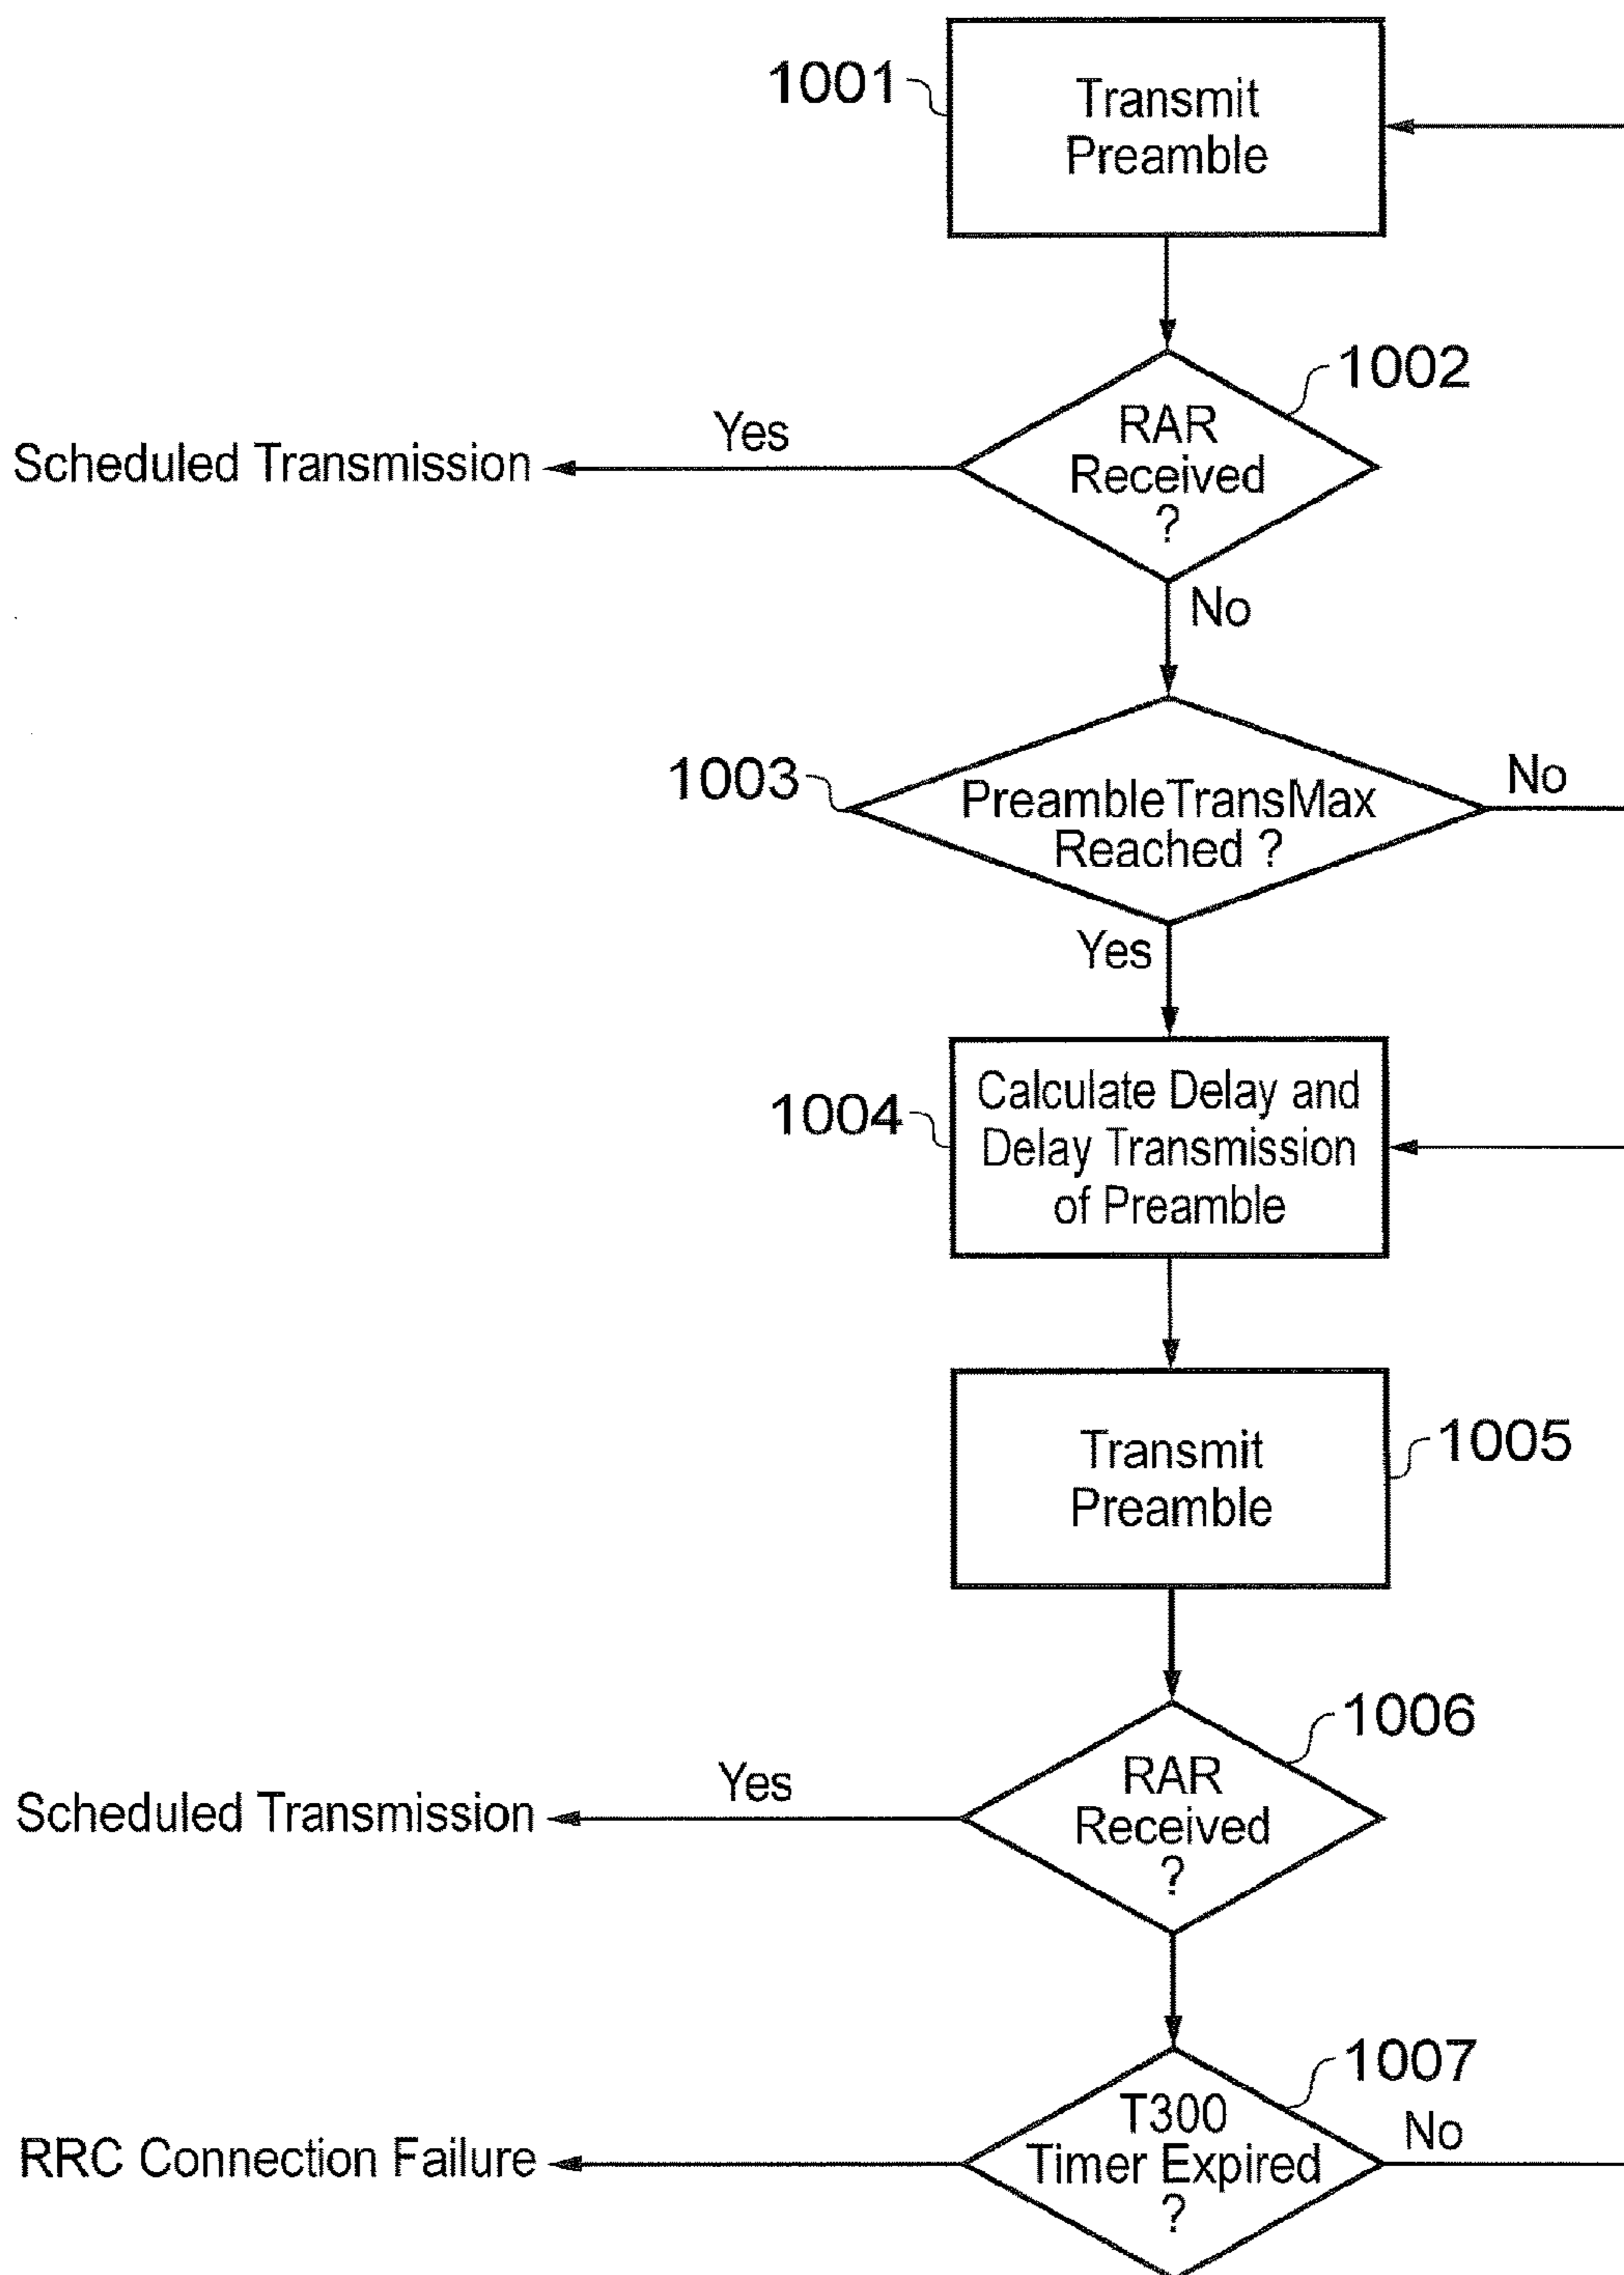 1001
Transmit
Preamble
1002
RAR
Received
?
Yes
Scheduled Transmission
No
1003
PreambleTransMax
Reached ?
No
Yes
1004
Calculate Delay and
Delay Transmission
of Preamble
1005
Transmit
Preamble
1006
RAR
Received
?
Yes
Scheduled Transmission
1007
T300
Timer Expired
?
No
RRC Connection Failure